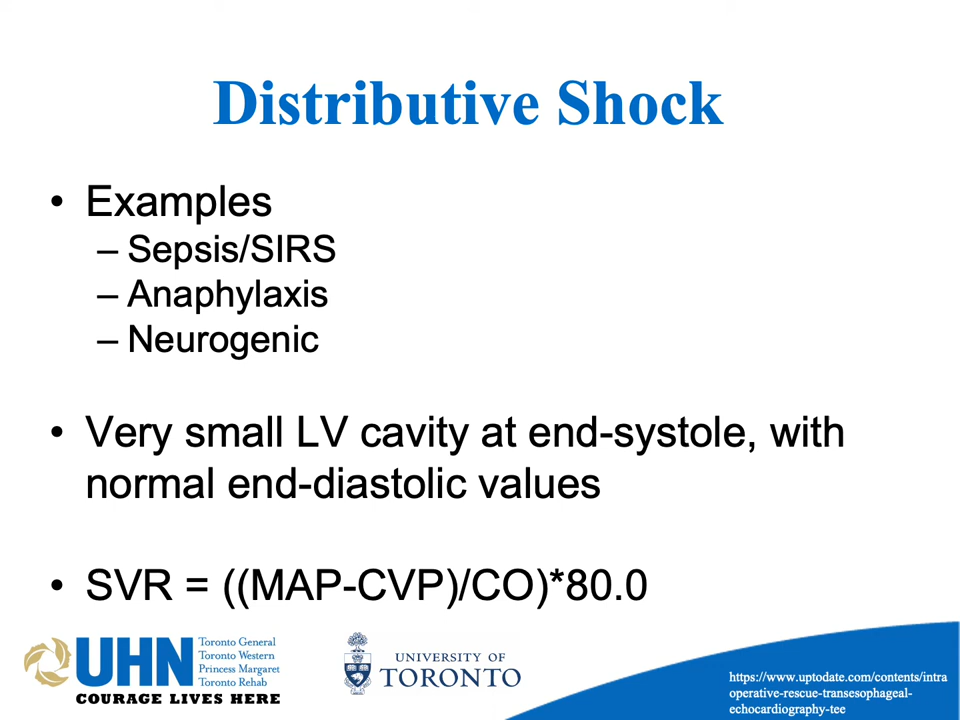 Distributive Shock
• Examples
– Sepsis/SIRS
– Anaphylaxis
– Neurogenic
• Very small LV cavity at end-systole, with
normal end-diastolic values
• SVR = ((MAP-CVP)/CO)*80.0
UHN
Toronto General
Toronto Western
Princess Margaret
Toronto Rehab
COURAGE LIVES HERE
UNIVERSITY OF
TORONTO
https://www.uptodate.com/contents/intra
operative-rescue-transesophageal-
echocardiography-tee